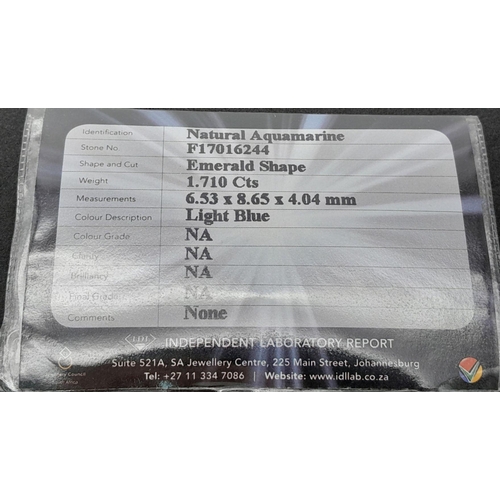 Identification Natural Aquamarine
Stone No. F17016244
Shape and Cut Emerald Shape
Weight 1.710 Cts
Measurements 6.53 x 8.65 x 4.04 mm
Colour Description Light Blue
Colour Grade NA
Clarity NA
Brilliancy NA
Final Grade NA
Comments None
INDEPENDENT LABORATORY REPORT
Suite 521A, SA Jewellery Centre, 225 Main Street, Johannesburg
Tel: +27 11 334 7086 | Website: www.idllab.co.za